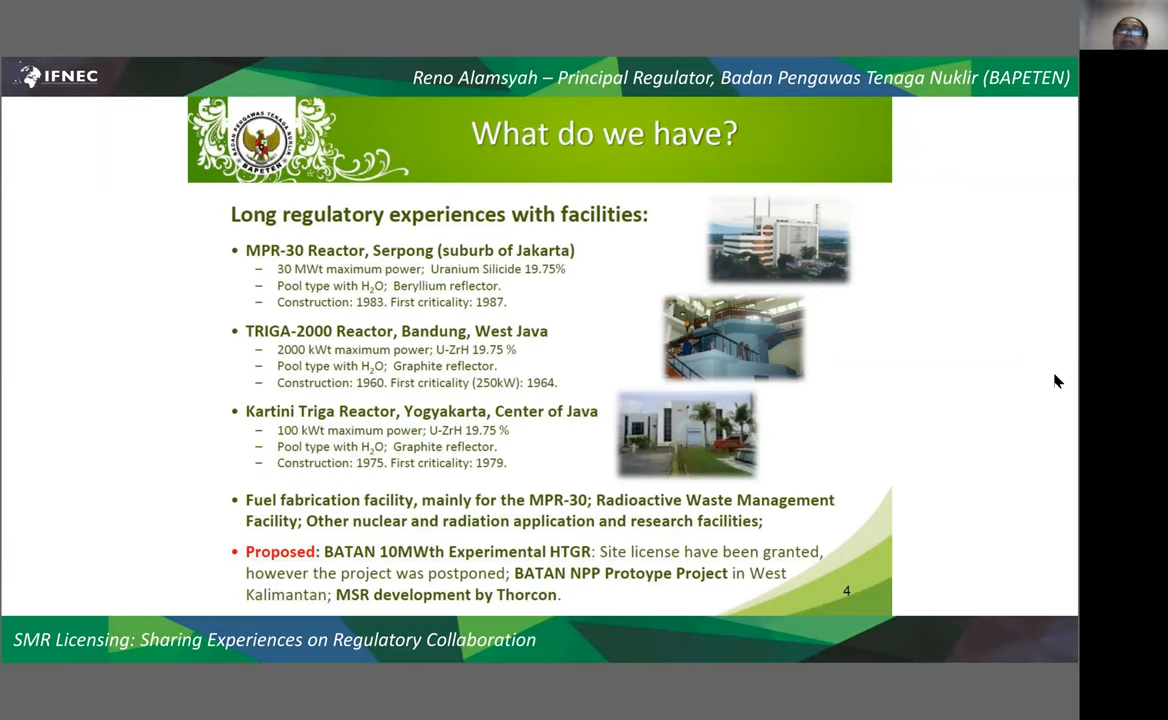 IFNEC
Reno Alamsyah – Principal Regulator, Badan Pengawas Tenaga Nuklir (BAPETEN)
BADAN PENGAWAS TENAGA NUKLIR
BAPETEN
What do we have?
Long regulatory experiences with facilities:
• MPR-30 Reactor, Serpong (suburb of Jakarta)
– 30 MWt maximum power; Uranium Silicide 19.75%
– Pool type with H₂O; Beryllium reflector.
– Construction: 1983. First criticality: 1987.
• TRIGA-2000 Reactor, Bandung, West Java
– 2000 kWt maximum power; U-ZrH 19.75 %
– Pool type with H₂O; Graphite reflector.
– Construction: 1960. First criticality (250kW): 1964.
• Kartini Triga Reactor, Yogyakarta, Center of Java
– 100 kWt maximum power; U-ZrH 19.75 %
– Pool type with H₂O; Graphite reflector.
– Construction: 1975. First criticality: 1979.
• Fuel fabrication facility, mainly for the MPR-30; Radioactive Waste Management
Facility; Other nuclear and radiation application and research facilities;
• Proposed: BATAN 10MWth Experimental HTGR: Site license have been granted,
however the project was postponed; BATAN NPP Protoype Project in West
Kalimantan; MSR development by Thorcon.
4
SMR Licensing: Sharing Experiences on Regulatory Collaboration